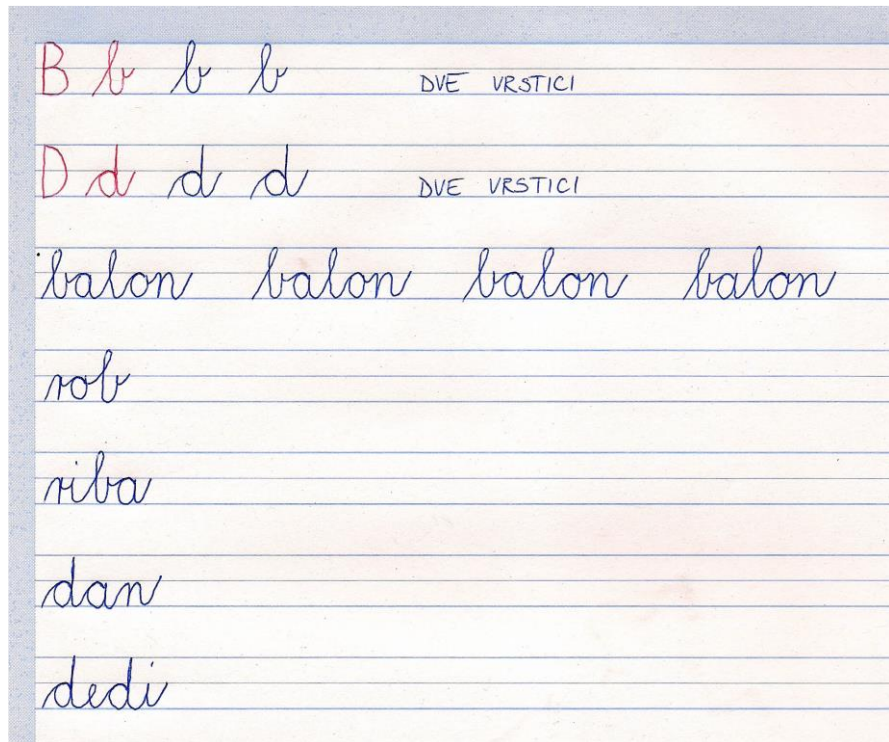 B b b b DVE VRSTICI
D d d d DVE VRSTICI
balon balon balon balon
rob
riba
dan
dedi